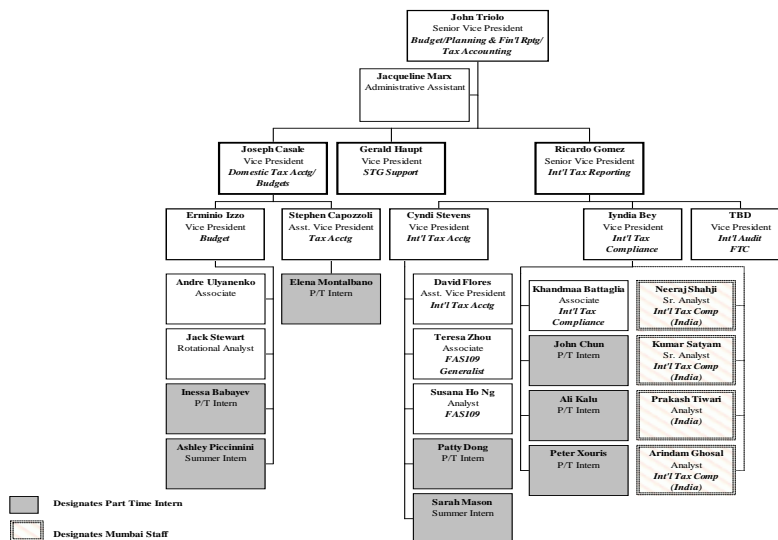 John Triolo
Senior Vice President
Budget/Planning & Fin'l Rptg/
Tax Accounting
Jacqueline Marx
Administrative Assistant
Joseph Casale
Vice President
Domestic Tax Acctg/
Budgets
Gerald Haupt
Vice President
STG Support
Ricardo Gomez
Senior Vice President
Int'l Tax Reporting
Erminio Izzo
Vice President
Budget
Stephen Capozzoli
Asst. Vice President
Tax Acctg
Cyndi Stevens
Vice President
Int'l Tax Acctg
Iyndia Bey
Vice President
Int'l Tax
Compliance
TBD
Vice President
Int'l Audit
FTC
Andre Ulyanenko
Associate
Jack Stewart
Rotational Analyst
Inessa Babayev
P/T Intern
Ashley Piccinnini
Summer Intern
Elena Montalbano
P/T Intern
David Flores
Asst. Vice President
Int'l Tax Acctg
Teresa Zhou
Associate
FAS109
Generalist
Susana Ho Ng
Analyst
FAS109
Patty Dong
P/T Intern
Sarah Mason
Summer Intern
Khandmaa Battaglia
Associate
Int'l Tax
Compliance
John Chun
P/T Intern
Ali Kalu
P/T Intern
Peter Xouris
P/T Intern
Neeraj Shahji
Sr. Analyst
Int'l Tax Comp
(India)
Kumar Satyam
Sr. Analyst
Int'l Tax Comp
(India)
Prakash Tiwari
Analyst
(India)
Arindam Ghosal
Analyst
Int'l Tax Comp
(India)
Designates Part Time Intern
Designates Mumbai Staff